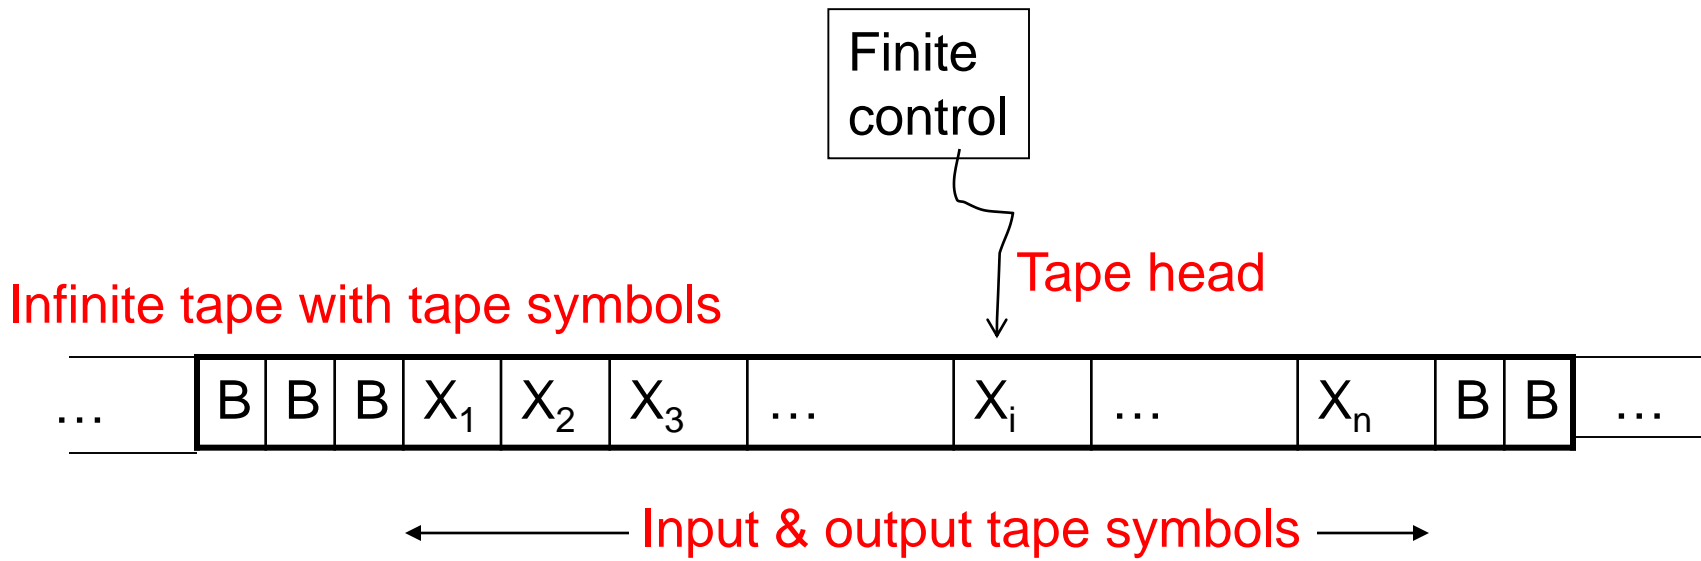 Finite
control
Tape head
Infinite tape with tape symbols
… B B B X₁ X₂ X₃ … Xᵢ … Xₙ B B …
Input & output tape symbols